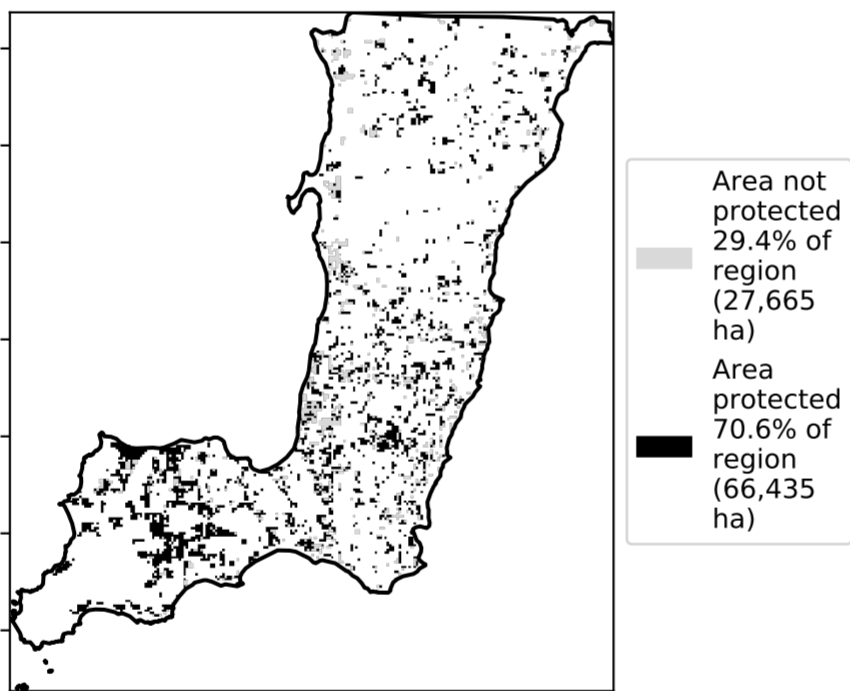 Area not
protected
29.4% of
region
(27,665
ha)
Area
protected
70.6% of
region
(66,435
ha)